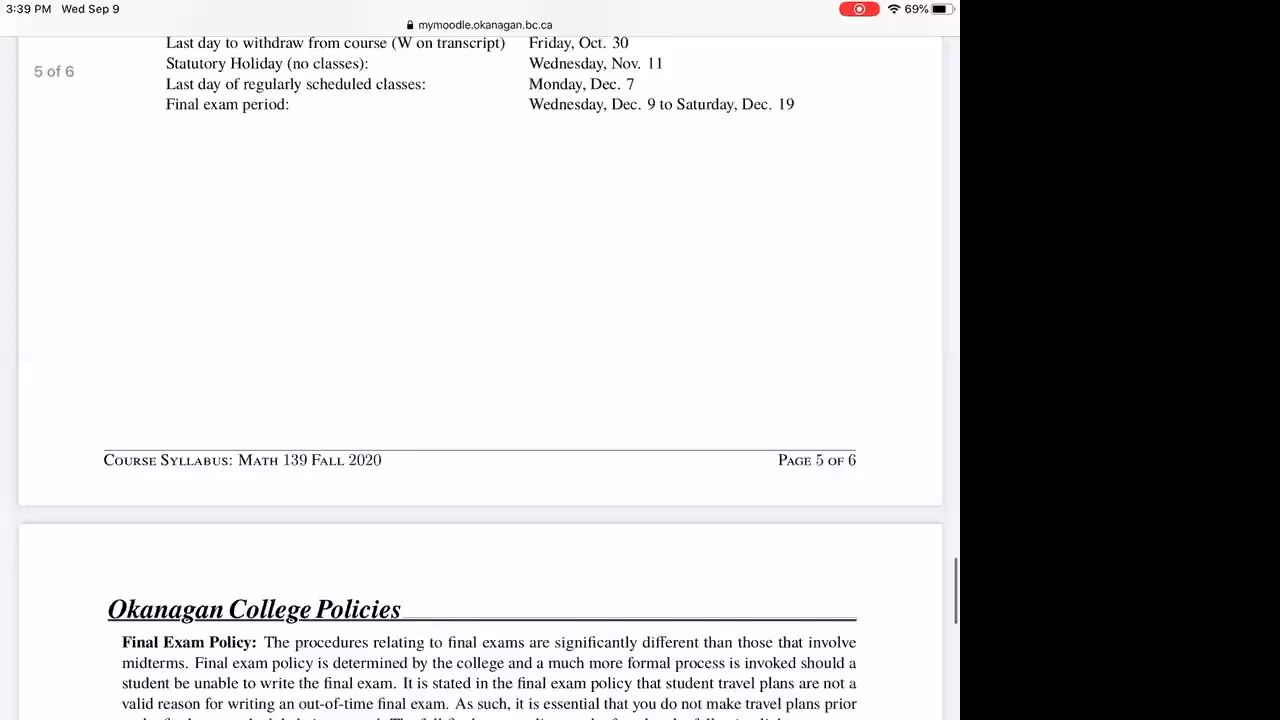 3:39 PM Wed Sep 9
69%
mymoodle.okanagan.bc.ca
Last day to withdraw from course (W on transcript) Friday, Oct. 30
5 of 6
Statutory Holiday (no classes): Wednesday, Nov. 11
Last day of regularly scheduled classes: Monday, Dec. 7
Final exam period: Wednesday, Dec. 9 to Saturday, Dec. 19
Course Syllabus: Math 139 Fall 2020 Page 5 of 6
Okanagan College Policies
Final Exam Policy: The procedures relating to final exams are significantly different than those that involve
midterms. Final exam policy is determined by the college and a much more formal process is invoked should a
student be unable to write the final exam. It is stated in the final exam policy that student travel plans are not a
valid reason for writing an out-of-time final exam. As such, it is essential that you do not make travel plans prior